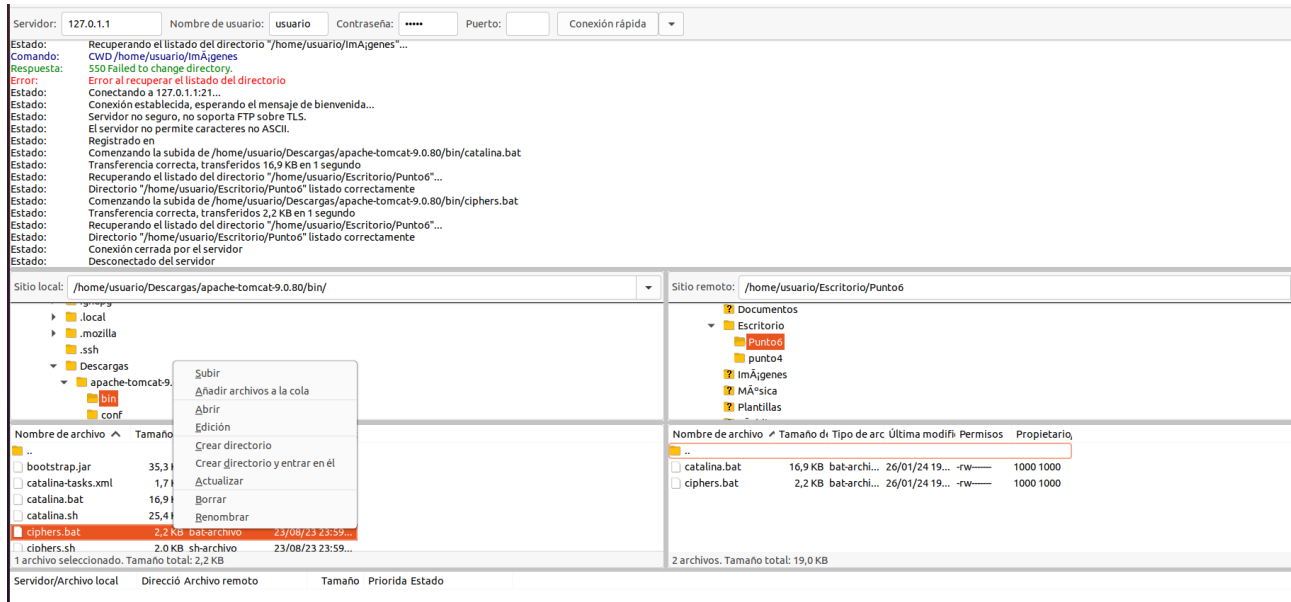 Servidor: 127.0.1.1 Nombre de usuario: usuario Contraseña: ••••• Puerto: Conexión rápida
Estado: Recuperando el listado del directorio "/home/usuario/ImÃ¡genes"...
Comando: CWD /home/usuario/ImÃ¡genes
Respuesta: 550 Failed to change directory.
Error: Error al recuperar el listado del directorio
Estado: Conectando a 127.0.1.1:21...
Estado: Conexión establecida, esperando el mensaje de bienvenida...
Estado: Servidor no seguro, no soporta FTP sobre TLS.
Estado: El servidor no permite caracteres no ASCII.
Estado: Registrado en
Estado: Comenzando la subida de /home/usuario/Descargas/apache-tomcat-9.0.80/bin/catalina.bat
Estado: Transferencia correcta, transferidos 16,9 KB en 1 segundo
Estado: Recuperando el listado del directorio "/home/usuario/Escritorio/Punto6"...
Estado: Directorio "/home/usuario/Escritorio/Punto6" listado correctamente
Estado: Comenzando la subida de /home/usuario/Descargas/apache-tomcat-9.0.80/bin/ciphers.bat
Estado: Transferencia correcta, transferidos 2,2 KB en 1 segundo
Estado: Recuperando el listado del directorio "/home/usuario/Escritorio/Punto6"...
Estado: Directorio "/home/usuario/Escritorio/Punto6" listado correctamente
Estado: Conexión cerrada por el servidor
Estado: Desconectado del servidor
Sitio local: /home/usuario/Descargas/apache-tomcat-9.0.80/bin/
.local
.mozilla
.ssh
Descargas
apache-tomcat-9.
bin
conf
Subir
Añadir archivos a la cola
Abrir
Edición
Crear directorio
Crear directorio y entrar en él
Actualizar
Borrar
Renombrar
Nombre de archivo Tamaño
..
bootstrap.jar 35,3
catalina-tasks.xml 1,7
catalina.bat 16,9
catalina.sh 25,4
ciphers.bat 2,2 KB bat-archivo 23/08/23 23:59...
ciphers.sh 2,0 KB sh-archivo 23/08/23 23:59...
1 archivo seleccionado. Tamaño total: 2,2 KB
Sitio remoto: /home/usuario/Escritorio/Punto6
Documentos
Escritorio
Punto6
punto4
ImÃ¡genes
MÃºsica
Plantillas
Nombre de archivo Tamaño de Tipo de arc Última modifi Permisos Propietario
..
catalina.bat 16,9 KB bat-archi... 26/01/24 19... -rw------- 1000 1000
ciphers.bat 2,2 KB bat-archi... 26/01/24 19... -rw------- 1000 1000
2 archivos. Tamaño total: 19,0 KB
Servidor/Archivo local Direcció Archivo remoto Tamaño Priorida Estado